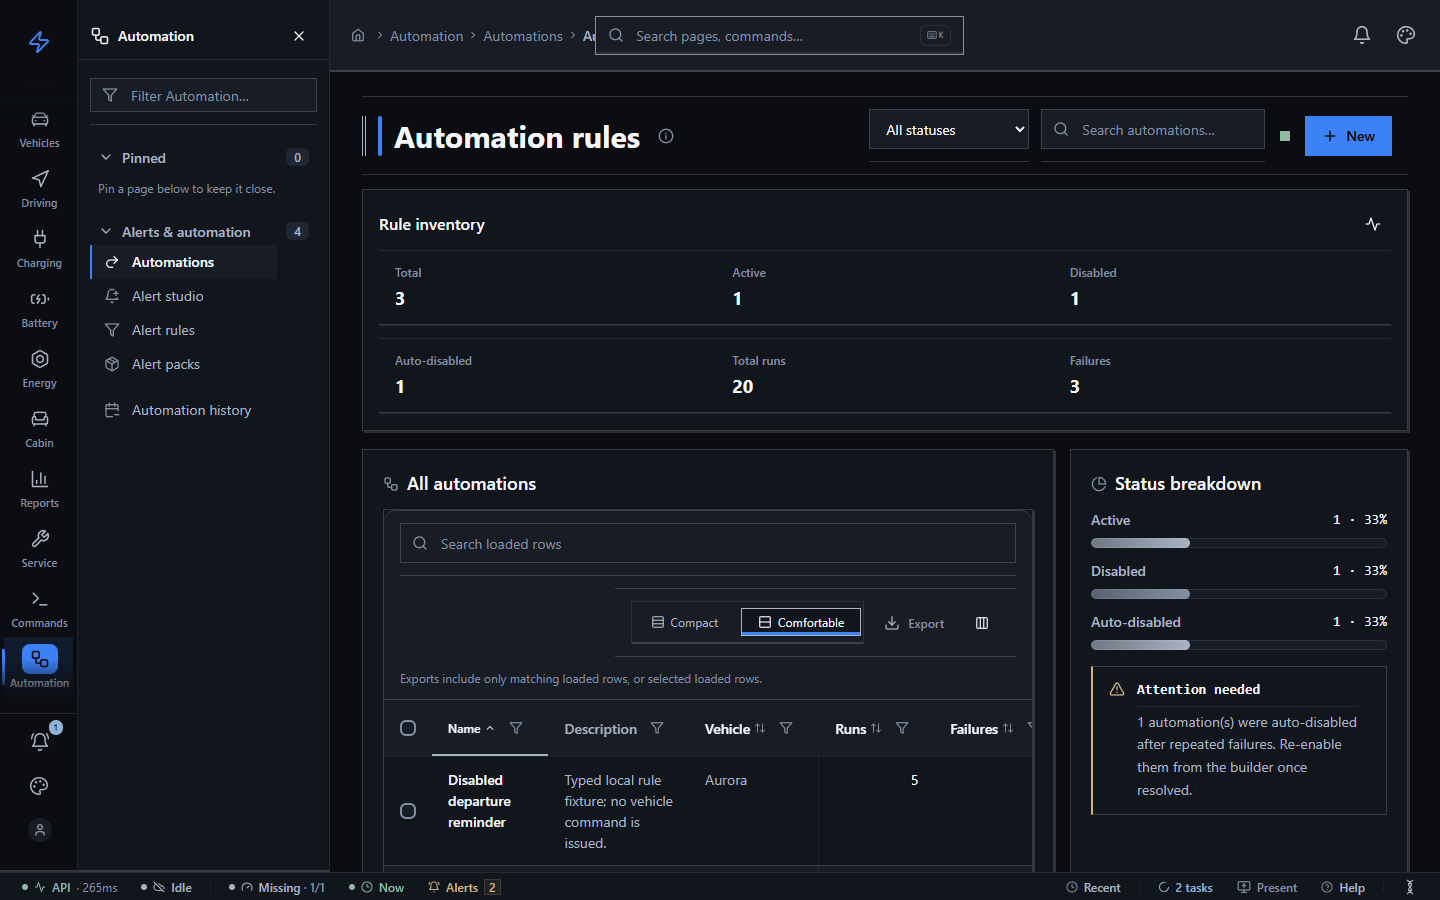 Automation
Filter Automation...
Pinned
0
Pin a page below to keep it close.
Alerts & automation
4
Automations
Alert studio
Alert rules
Alert packs
Automation history
Vehicles
Driving
Charging
Battery
Energy
Cabin
Reports
Service
Commands
Automation
1
Automation
Automations
Search pages, commands...
K
Automation rules
All statuses
Search automations...
New
Rule inventory
Total
3
Active
1
Disabled
1
Auto-disabled
1
Total runs
20
Failures
3
All automations
Search loaded rows
Compact
Comfortable
Export
Exports include only matching loaded rows, or selected loaded rows.
Name
Description
Vehicle
Runs
Failures
Disabled
departure
reminder
Typed local rule
fixture; no vehicle
command is
issued.
Aurora
5
Status breakdown
Active
1 · 33%
Disabled
1 · 33%
Auto-disabled
1 · 33%
Attention needed
1 automation(s) were auto-disabled
after repeated failures. Re-enable
them from the builder once
resolved.
API · 265ms
Idle
Missing · 1/1
Now
Alerts 2
Recent
2 tasks
Present
Help